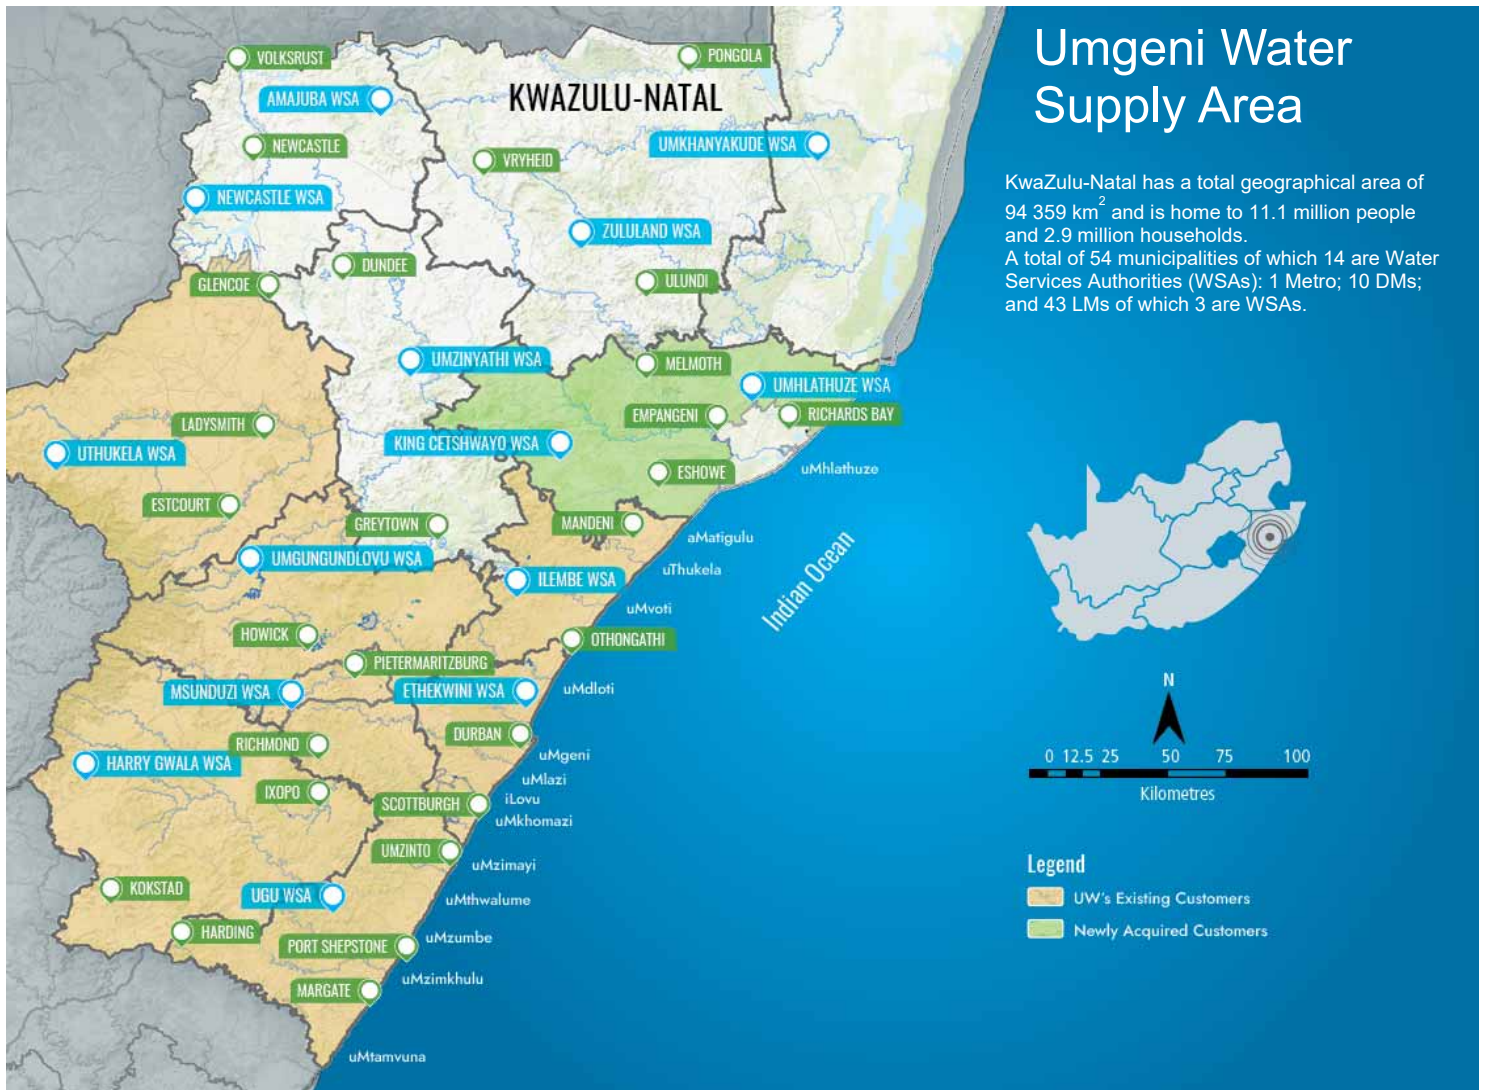 Umgeni Water
Supply Area
KwaZulu-Natal has a total geographical area of
94 359 km2 and is home to 11.1 million people
and 2.9 million households.
A total of 54 municipalities of which 14 are Water
Services Authorities (WSAs): 1 Metro; 10 DMs;
and 43 LMs of which 3 are WSAs.
KWAZULU-NATAL
VOLKSRUST
PONGOLA
AMAJUBA WSA
NEWCASTLE
UMKHANYAKUDE WSA
VRYHEID
NEWCASTLE WSA
ZULULAND WSA
DUNDEE
GLENCOE
ULUNDI
UMZINYATHI WSA
MELMOTH
UMHLATHUZE WSA
EMPANGENI
RICHARDS BAY
LADYSMITH
UTHUKELA WSA
KING CETSHWAYO WSA
uMhlathuze
ESHOWE
ESTCOURT
GREYTOWN
MANDENI
aMatigulu
UMGUNGUNDLOVU WSA
uThukela
ILEMBE WSA
uMvoti
Indian Ocean
HOWICK
OTHONGATHI
PIETERMARITZBURG
MSUNDUZI WSA
ETHEKWINI WSA
uMdloti
DURBAN
RICHMOND
uMgeni
HARRY GWALA WSA
uMlazi
IXOPO
SCOTTBURGH
iLovu
uMkhomazi
UMZINTO
uMzimayi
KOKSTAD
UGU WSA
uMthwalume
HARDING
PORT SHEPSTONE
uMzumbe
uMzimkhulu
MARGATE
uMtamvuna
N
0 12.5 25 50 75 100
Kilometres
Legend
UW's Existing Customers
Newly Acquired Customers